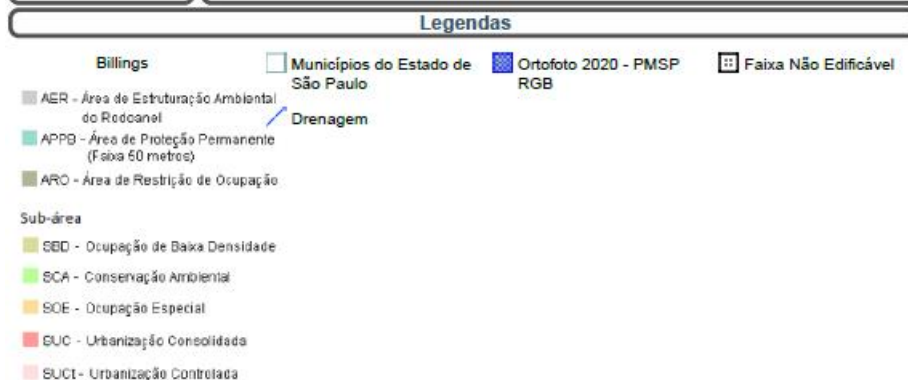 Legendas
Billings
AER - Área de Estruturação Ambiental
do Rodoanel
APPB - Área de Proteção Permanente
(Faixa 50 metros)
ARO - Área de Restrição de Ocupação
Sub-área
SBD - Ocupação de Baixa Densidade
SCA - Conservação Ambiental
SOE - Ocupação Especial
SUC - Urbanização Consolidada
SUCt - Urbanização Controlada
Municípios do Estado de
São Paulo
Drenagem
Ortofoto 2020 - PMSP
RGB
Faixa Não Edificável